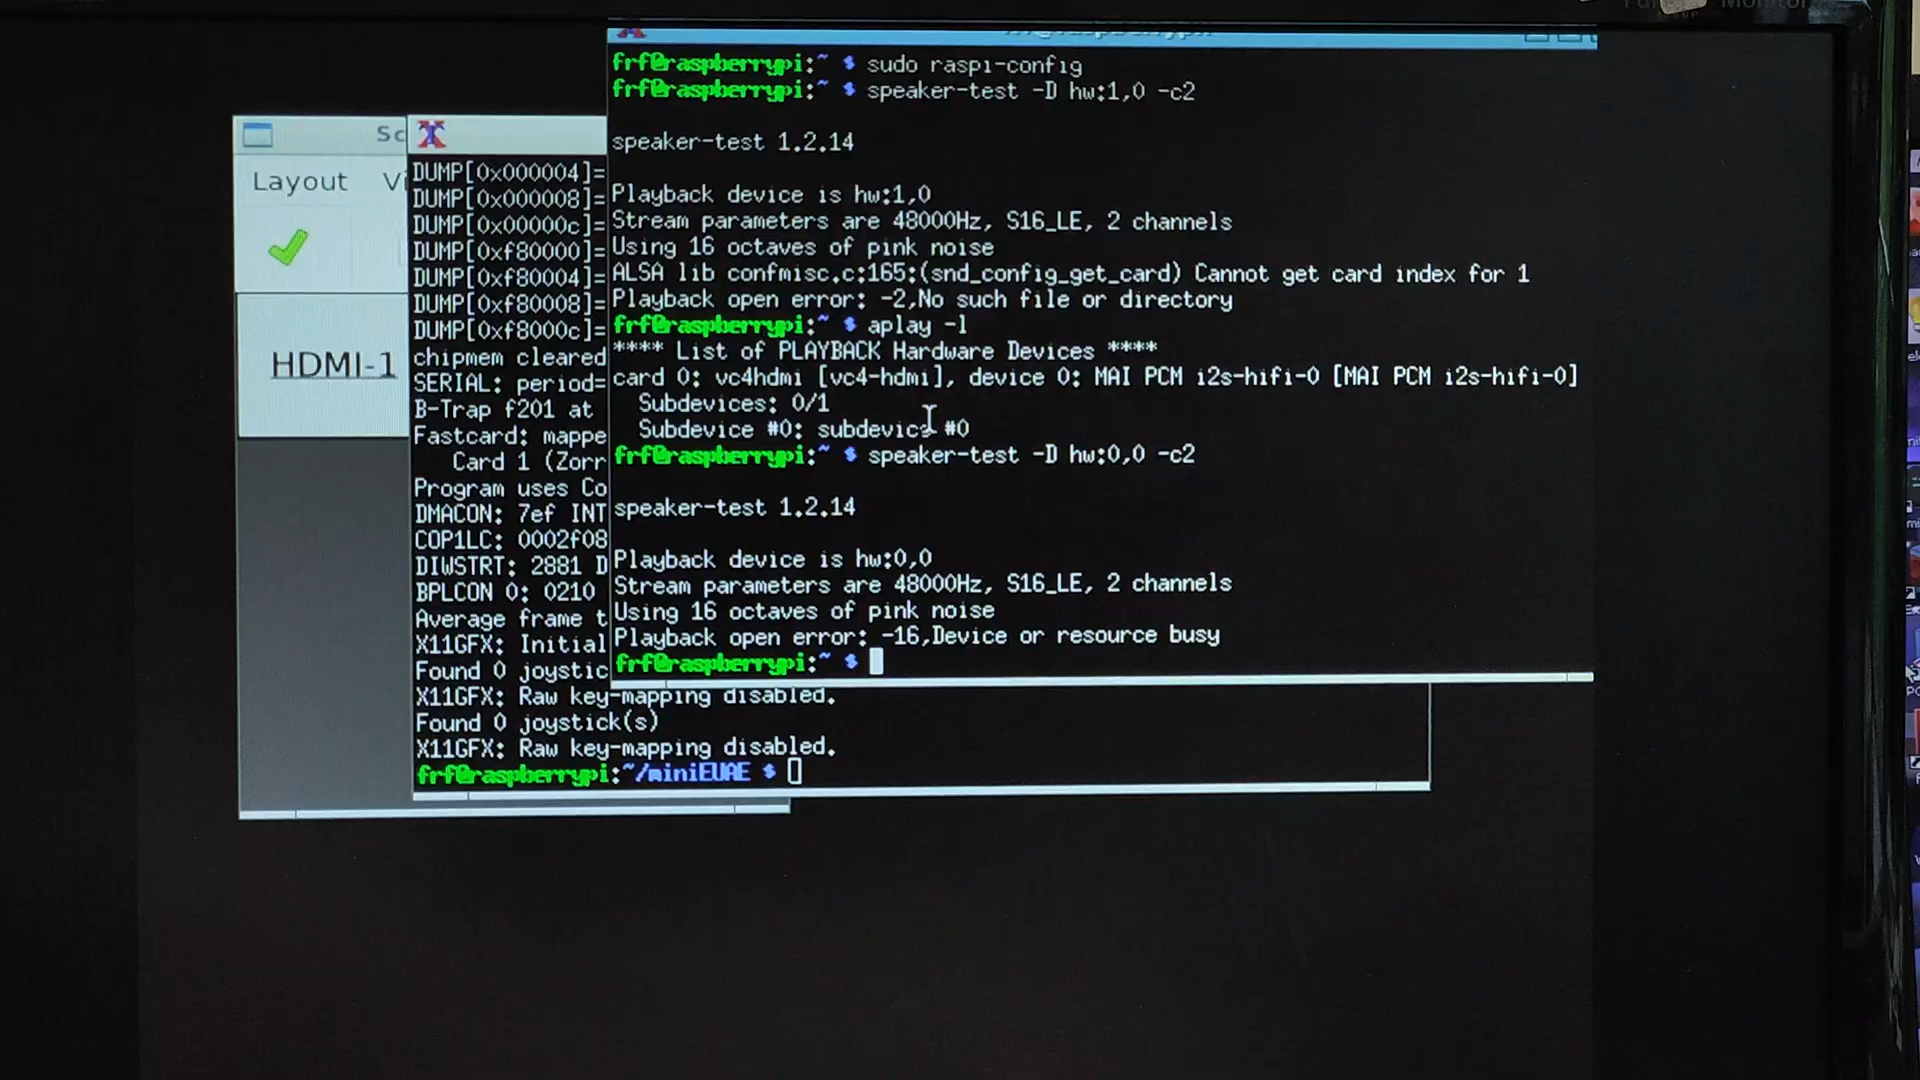 frf@raspberrypi:~ $ sudo raspi-config
frf@raspberrypi:~ $ speaker-test -D hw:1,0 -c2
speaker-test 1.2.14
Playback device is hw:1,0
Stream parameters are 48000Hz, S16_LE, 2 channels
Using 16 octaves of pink noise
ALSA lib confmisc.c:165:(snd_config_get_card) Cannot get card index for 1
Playback open error: -2,No such file or directory
frf@raspberrypi:~ $ aplay -l
**** List of PLAYBACK Hardware Devices ****
card 0: vc4hdmi [vc4-hdmi], device 0: MAI PCM i2s-hifi-0 [MAI PCM i2s-hifi-0]
Subdevices: 0/1
Subdevice #0: subdevice #0
frf@raspberrypi:~ $ speaker-test -D hw:0,0 -c2
speaker-test 1.2.14
Playback device is hw:0,0
Stream parameters are 48000Hz, S16_LE, 2 channels
Using 16 octaves of pink noise
Playback open error: -16,Device or resource busy
frf@raspberrypi:~ $
Sc
Layout Vi
HDMI-1
DUMP[0x000004]=
DUMP[0x000008]=
DUMP[0x00000c]=
DUMP[0xf80000]=
DUMP[0xf80004]=
DUMP[0xf80008]=
DUMP[0xf8000c]=
chipmem cleared
SERIAL: period=
B-Trap f201 at
Fastcard: mappe
Card 1 (Zorr
Program uses Co
DMACON: 7ef INT
COP1LC: 0002f08
DIWSTRT: 2881 D
BPLCON 0: 0210
Average frame t
X11GFX: Initial
Found 0 joystic
X11GFX: Raw key-mapping disabled.
Found 0 joystick(s)
X11GFX: Raw key-mapping disabled.
frf@raspberrypi:~/miniEUAE $